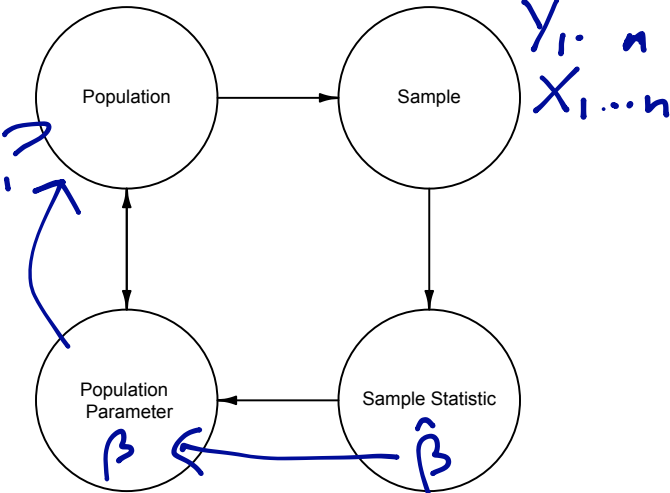 Y₁. n
Population
Sample
X₁...n
Population
Parameter
Sample Statistic
β
β̂